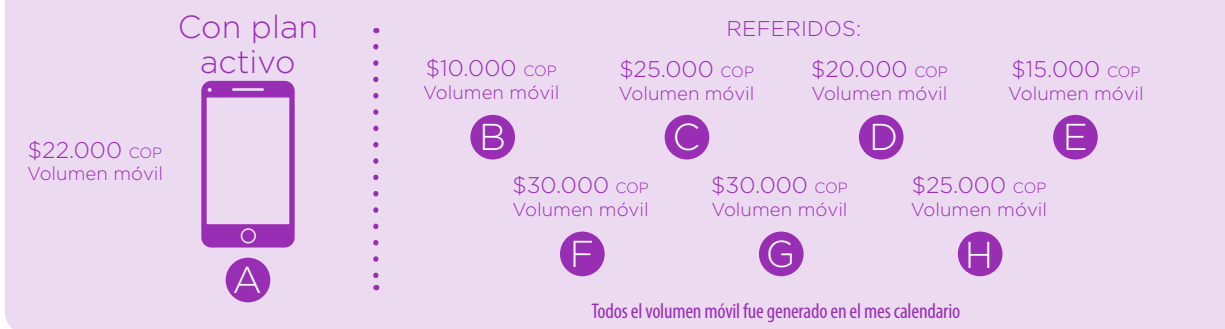 Con plan
activo
$22.000 COP
Volumen móvil
A
REFERIDOS:
$10.000 COP
Volumen móvil
B
$25.000 COP
Volumen móvil
C
$20.000 COP
Volumen móvil
D
$15.000 COP
Volumen móvil
E
$30.000 COP
Volumen móvil
F
$30.000 COP
Volumen móvil
G
$25.000 COP
Volumen móvil
H
Todos el volumen móvil fue generado en el mes calendario